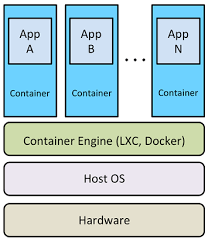 App
A
Container
App
B
Container
...
App
N
Container
Container Engine (LXC, Docker)
Host OS
Hardware